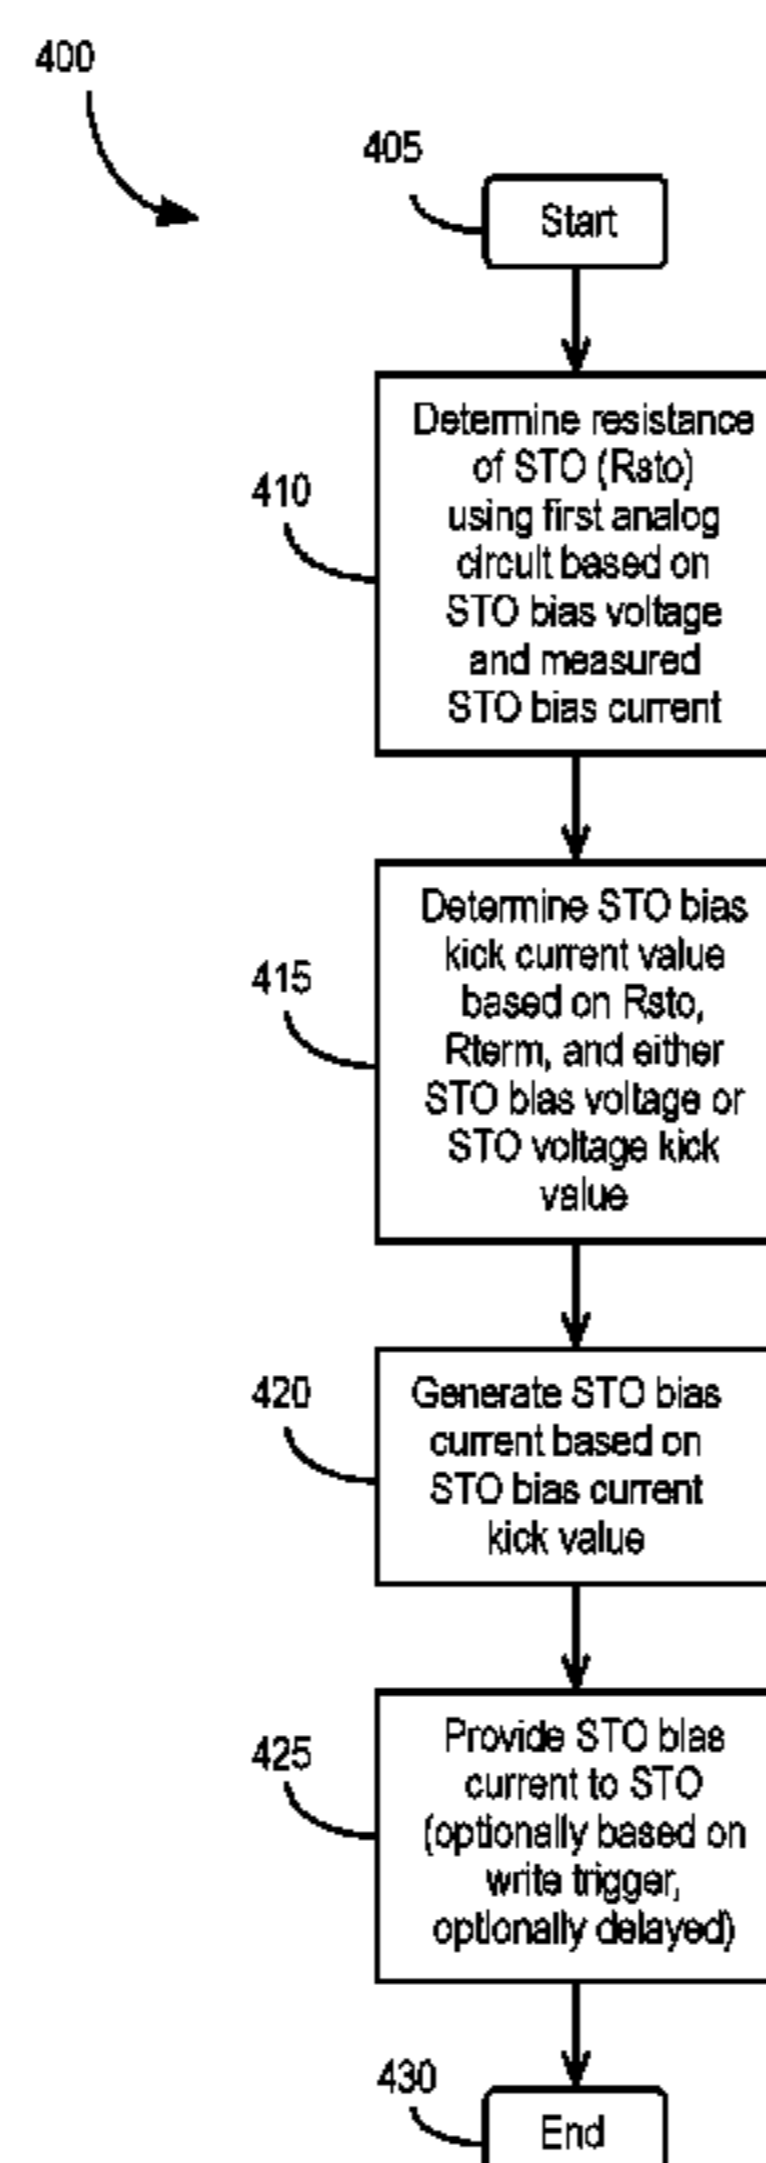 400
405
Start
410
Determine resistance
of STO (Rsto)
using first analog
circuit based on
STO bias voltage
and measured
STO bias current
415
Determine STO bias
kick current value
based on Rsto,
Rterm, and either
STO bias voltage or
STO voltage kick
value
420
Generate STO bias
current based on
STO bias current
kick value
425
Provide STO bias
current to STO
(optionally based on
write trigger,
optionally delayed)
430
End